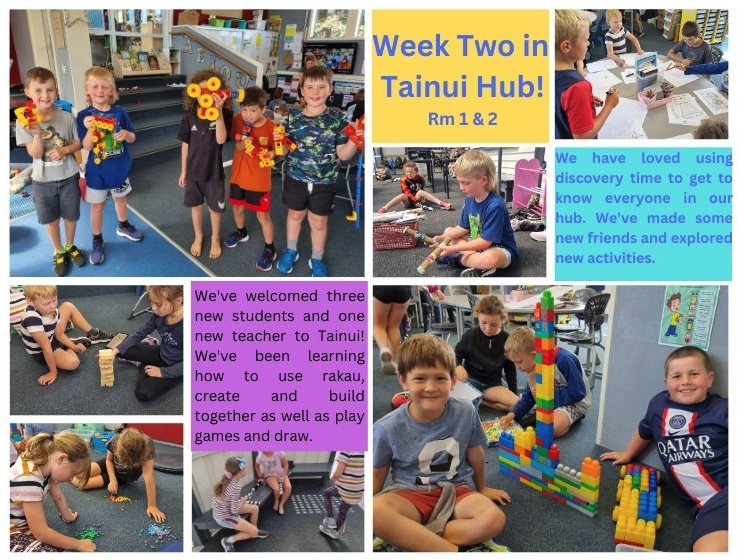 Week Two in
Tainui Hub!
Rm 1 & 2
We have loved using
discovery time to get to
know everyone in our
hub. We've made some
new friends and explored
new activities.
We've welcomed three
new students and one
new teacher to Tainui!
We've been learning
how to use rakau,
create and build
together as well as play
games and draw.
QATAR
AIRWAYS